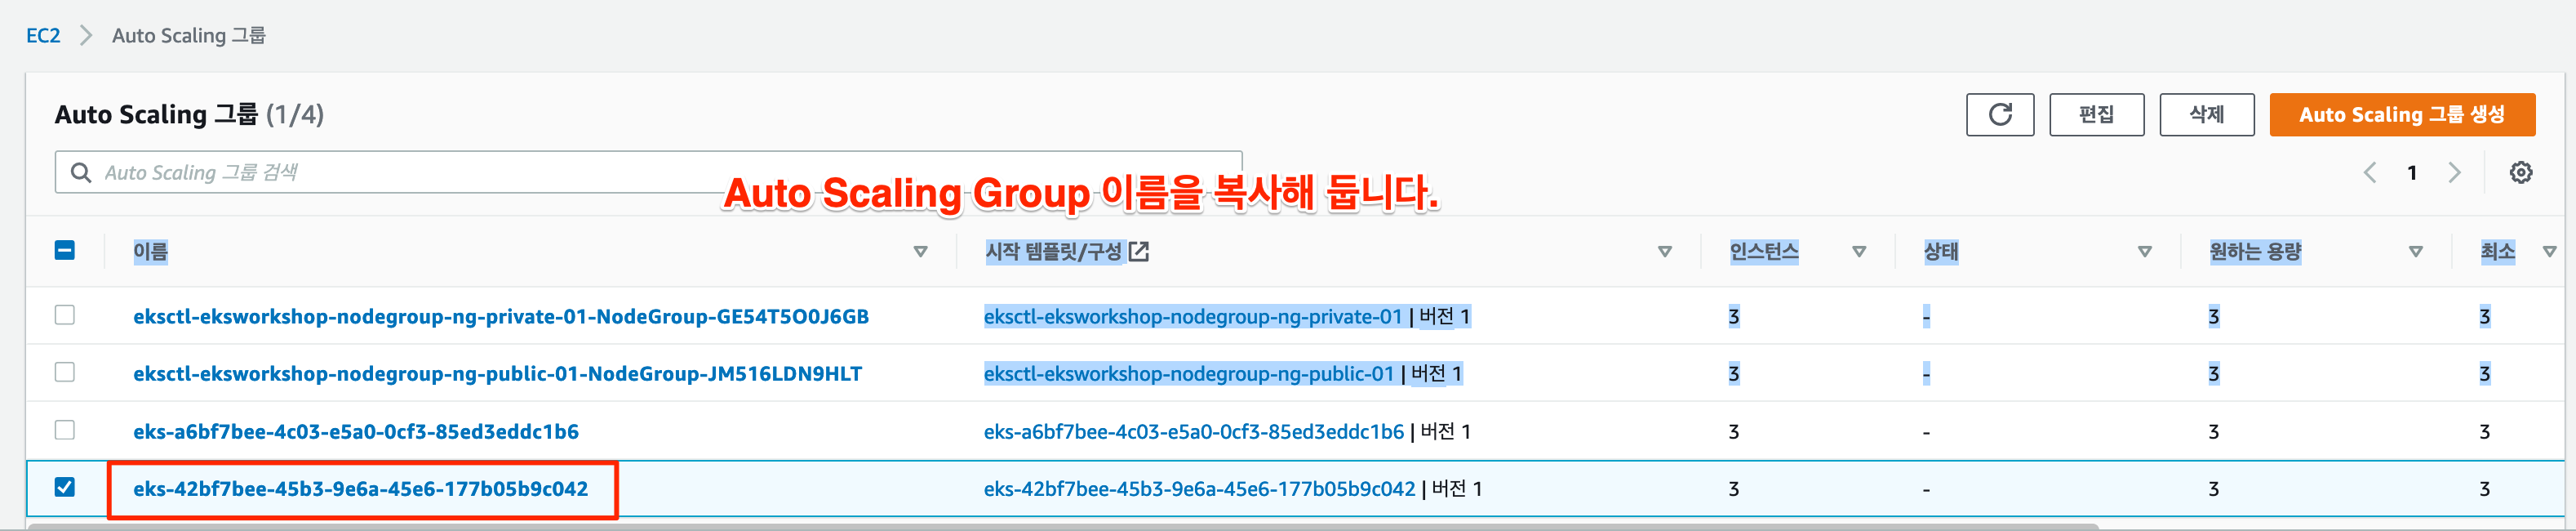 EC2 > Auto Scaling 그룹
Auto Scaling 그룹 (1/4)
편집 삭제 Auto Scaling 그룹 생성
Auto Scaling 그룹 검색
1
Auto Scaling Group 이름을 복사해 둡니다.
이름 시작 템플릿/구성 인스턴스 상태 원하는 용량 최소
eksctl-eksworkshop-nodegroup-ng-private-01-NodeGroup-GE54T5O0J6GB eksctl-eksworkshop-nodegroup-ng-private-01 | 버전 1 3 - 3 3
eksctl-eksworkshop-nodegroup-ng-public-01-NodeGroup-JM516LDN9HLT eksctl-eksworkshop-nodegroup-ng-public-01 | 버전 1 3 - 3 3
eks-a6bf7bee-4c03-e5a0-0cf3-85ed3eddc1b6 eks-a6bf7bee-4c03-e5a0-0cf3-85ed3eddc1b6 | 버전 1 3 - 3 3
eks-42bf7bee-45b3-9e6a-45e6-177b05b9c042 eks-42bf7bee-45b3-9e6a-45e6-177b05b9c042 | 버전 1 3 - 3 3